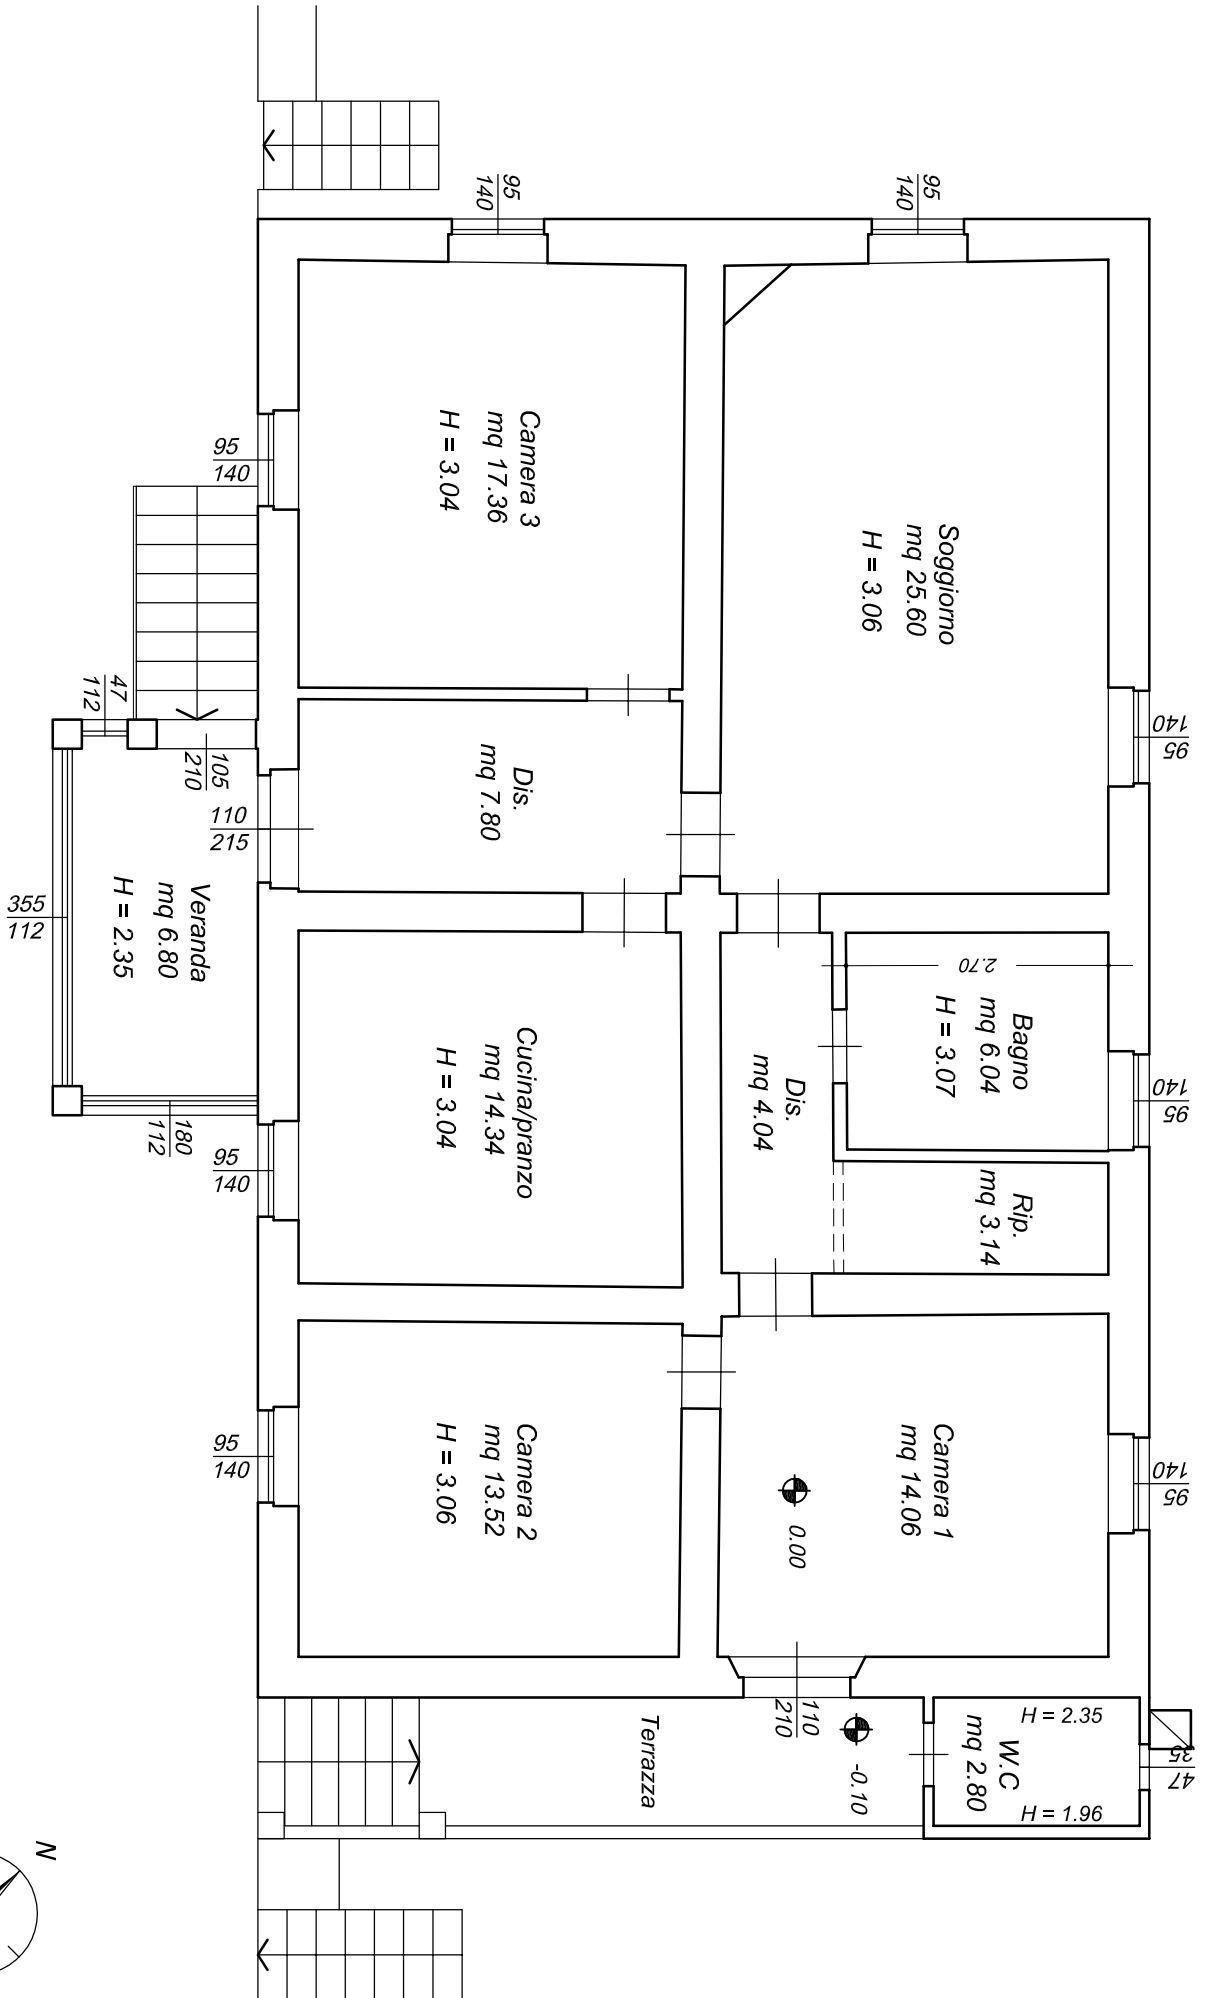 95
140
95
140
Camera 3
mq 17.36
H = 3.04
Soggiorno
mq 25.60
H = 3.06
95
140
140
95
47
112
105
210
110
215
Dis.
mq 7.80
Veranda
mq 6.80
H = 2.35
355
112
180
112
Cucina/pranzo
mq 14.34
H = 3.04
95
140
Dis.
mq 4.04
2.70
Bagno
mq 6.04
H = 3.07
140
95
Rip.
mq 3.14
Camera 2
mq 13.52
H = 3.06
95
140
Camera 1
mq 14.06
0.00
140
95
110
210
Terrazza
-0.10
H = 2.35
W.C
mq 2.80
H = 1.96
35
47
N